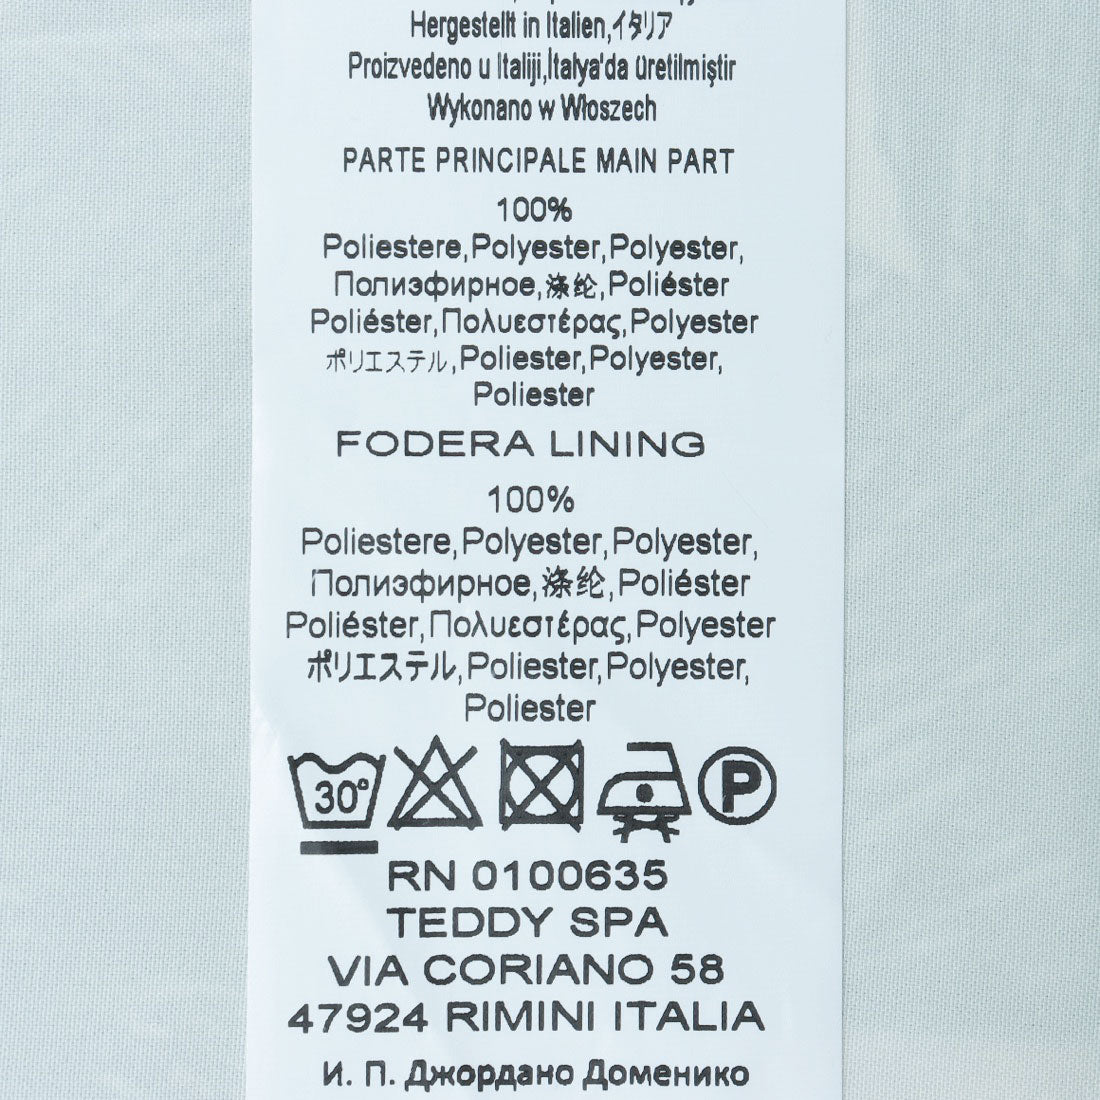 Hergestellt in Italien,イタリア
Proizvedeno u Italiji,İtalya'da üretilmiştir
Wykonano w Włoszech
PARTE PRINCIPALE MAIN PART
100%
Poliestere,Polyester,Polyester,
Полиэфирное,涤纶,Poliéster
Poliéster,Πολυεστέρας,Polyester
ポリエステル,Poliester,Polyester,
Poliester
FODERA LINING
100%
Poliestere,Polyester,Polyester,
Полиэфирное,涤纶,Poliéster
Poliéster,Πολυεστέρας,Polyester
ポリエステル,Poliester,Polyester,
Poliester
30° P
RN 0100635
TEDDY SPA
VIA CORIANO 58
47924 RIMINI ITALIA
И. П. Джордано Доменико